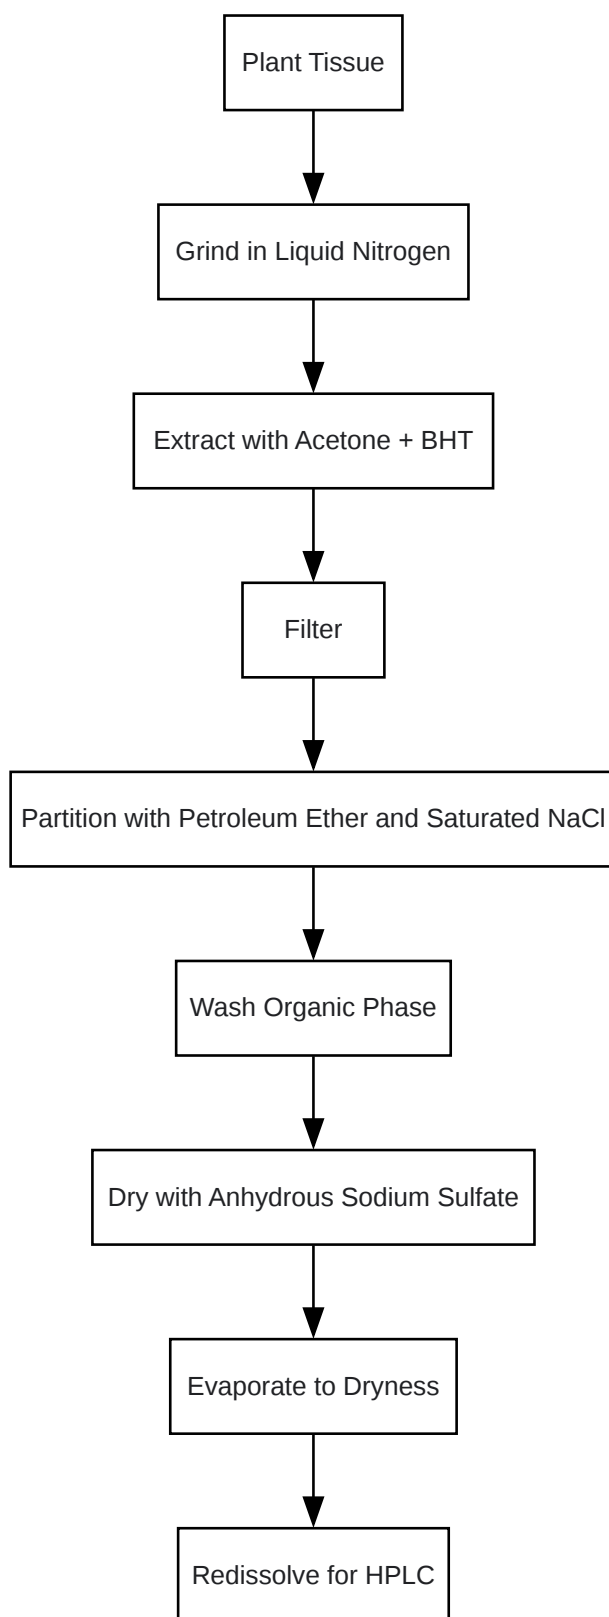 Plant Tissue
Grind in Liquid Nitrogen
Extract with Acetone + BHT
Filter
Partition with Petroleum Ether and Saturated NaCl
Wash Organic Phase
Dry with Anhydrous Sodium Sulfate
Evaporate to Dryness
Redissolve for HPLC